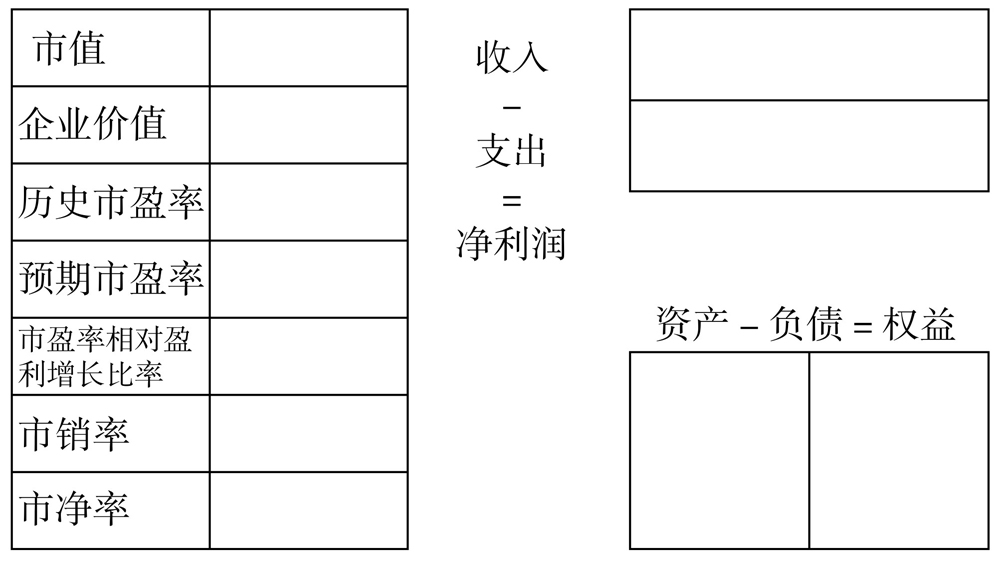 市值
企业价值
历史市盈率
预期市盈率
市盈率相对盈
利增长比率
市销率
市净率
收入
–
支出
=
净利润
资产 – 负债 = 权益